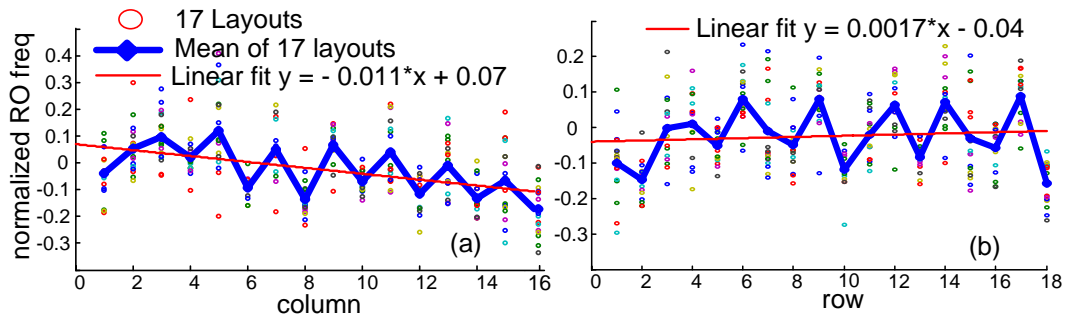 17 Layouts
Mean of 17 layouts
Linear fit y = - 0.011*x + 0.07
normalized RO freq
0.4
0.3
0.2
0.1
0
-0.1
-0.2
-0.3
(a)
0 2 4 6 8 10 12 14 16
column
Linear fit y = 0.0017*x - 0.04
0.2
0.1
0
-0.1
-0.3
(b)
0 2 4 6 8 10 12 14 16 18
row